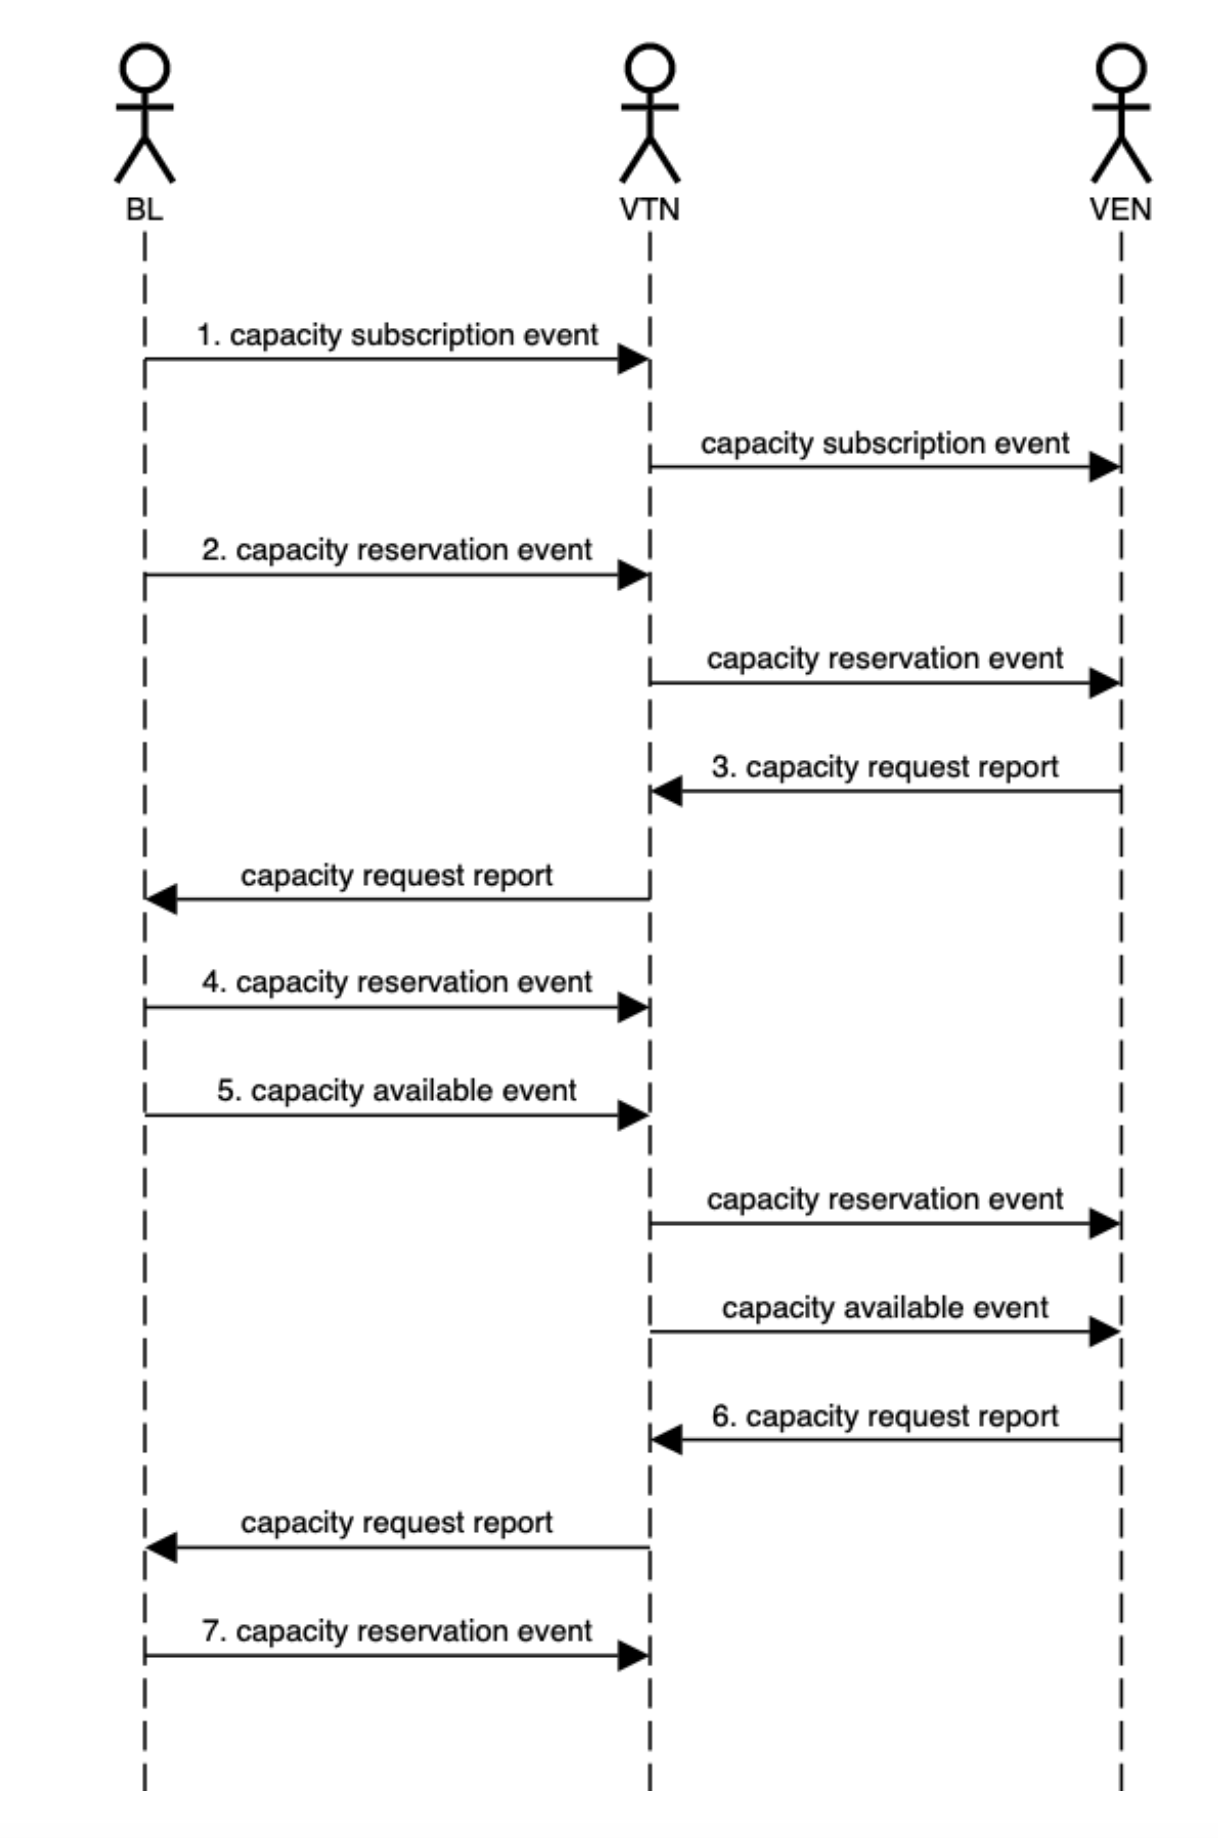 BL
VTN
VEN
1. capacity subscription event
capacity subscription event
2. capacity reservation event
capacity reservation event
3. capacity request report
capacity request report
4. capacity reservation event
5. capacity available event
capacity reservation event
capacity available event
6. capacity request report
capacity request report
7. capacity reservation event